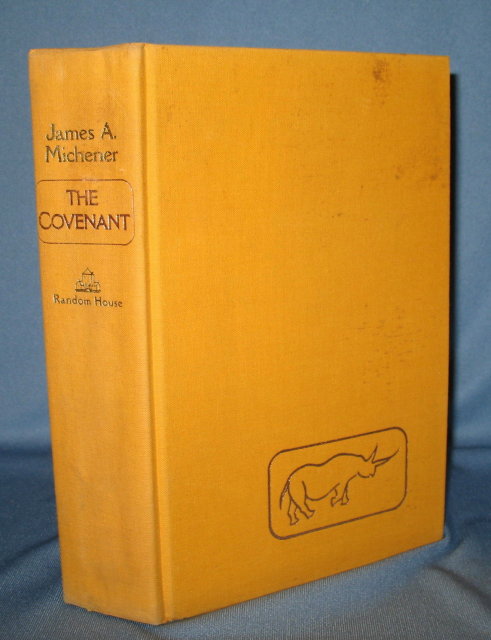 James A.
Michener
THE
COVENANT
Random House